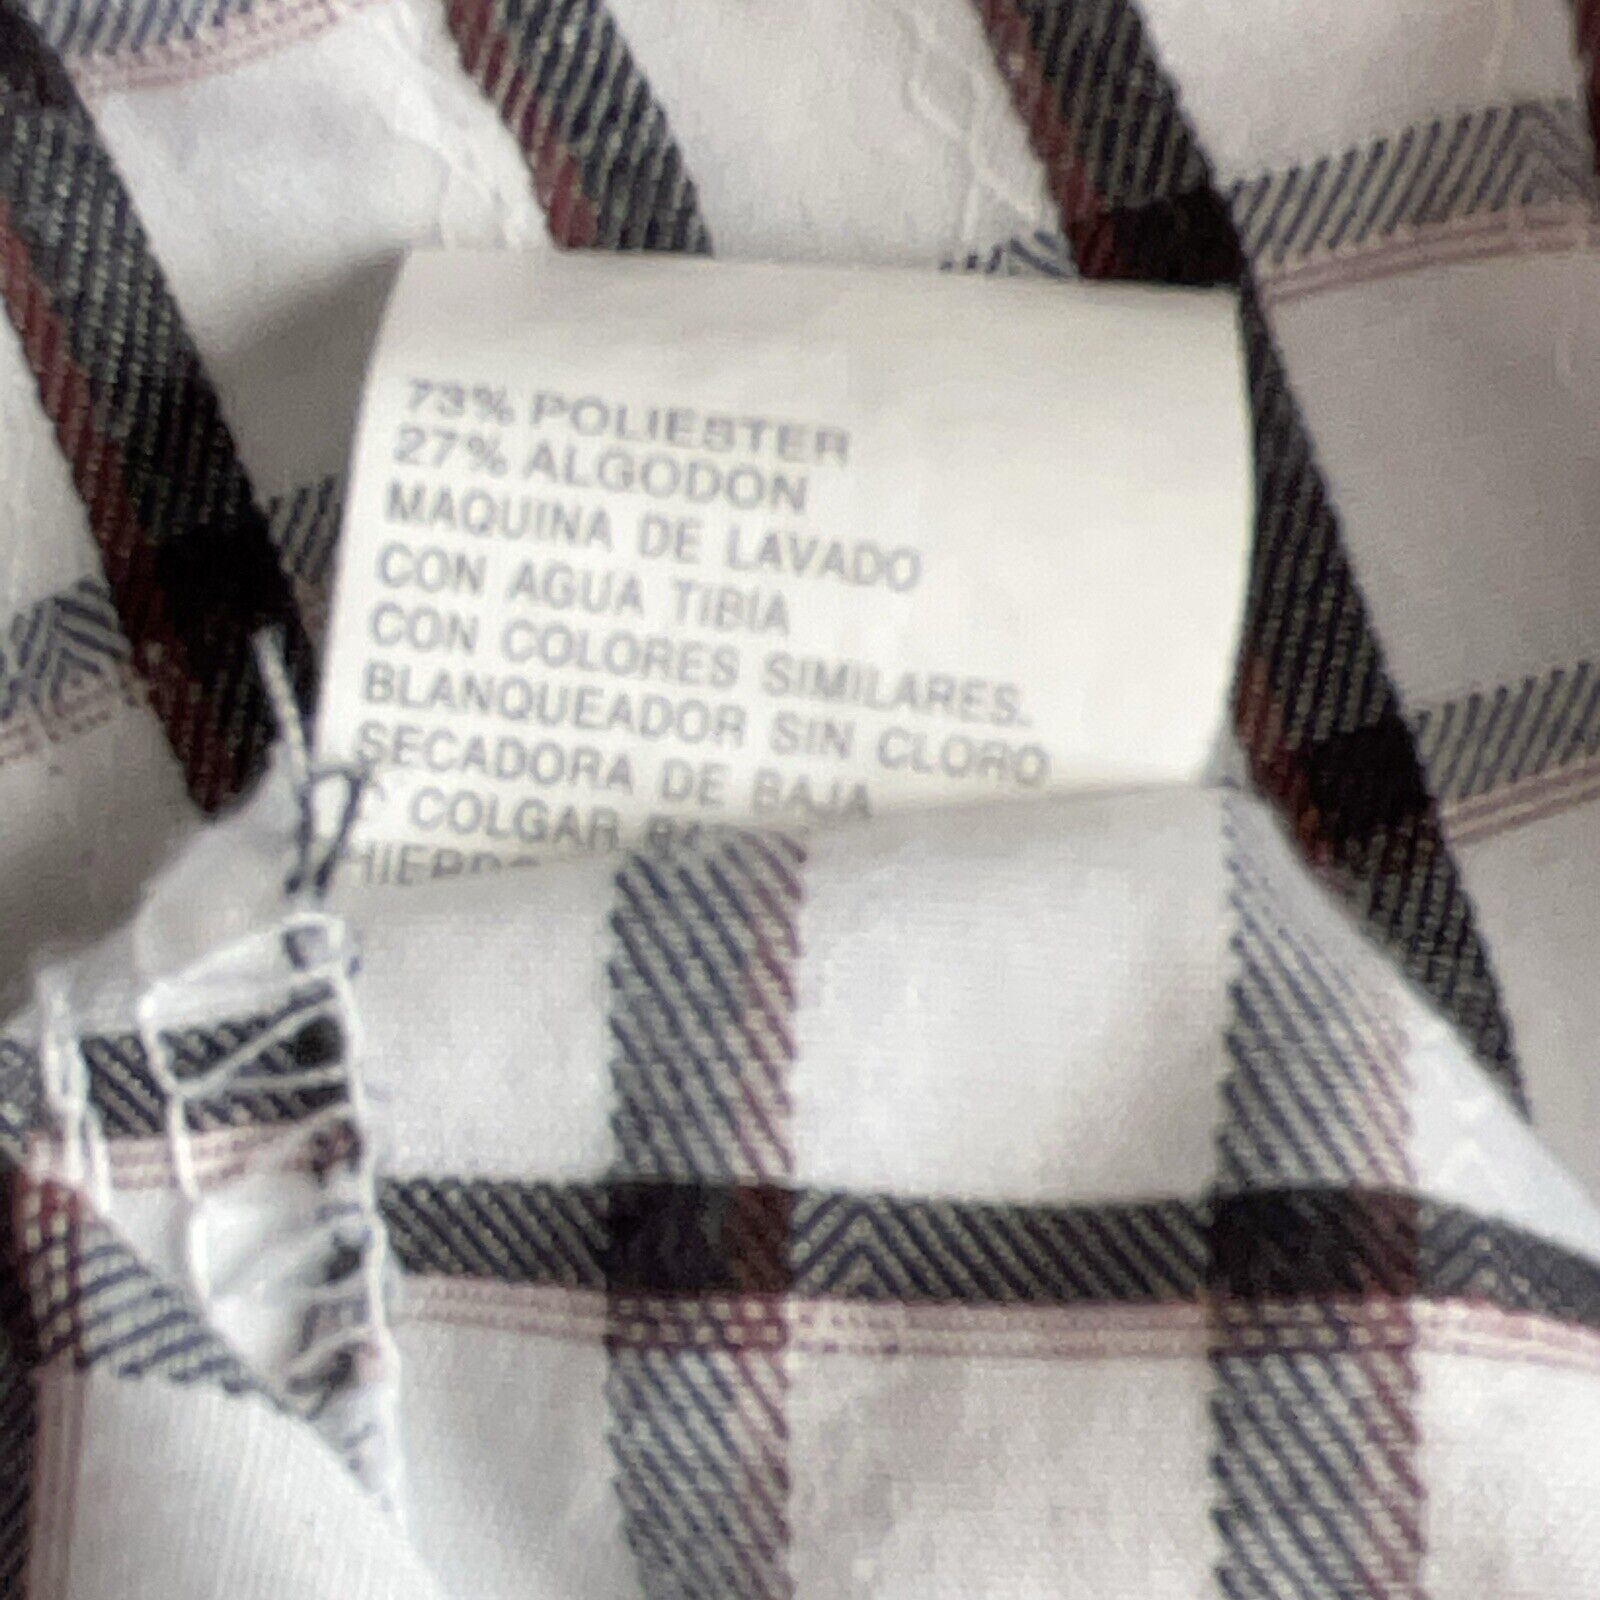 73% POLIESTER
27% ALGODON
MAQUINA DE LAVADO
CON AGUA TIBIA
CON COLORES SIMILARES.
BLANQUEADOR SIN CLORO
SECADORA DE BAJA
COLGAR